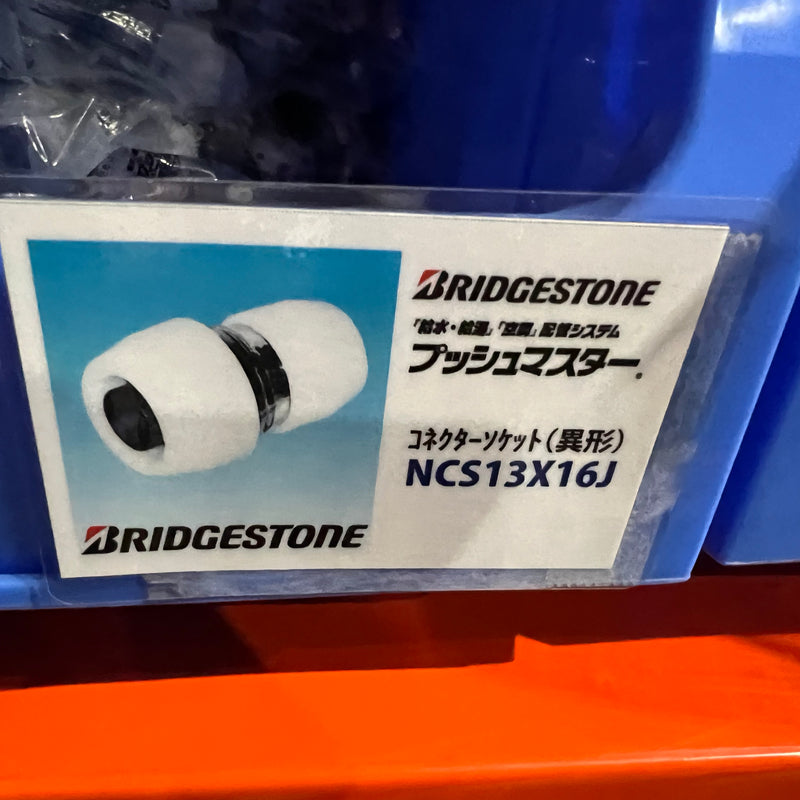 BRIDGESTONE
「給水・給湯」「空調」配管システム
プッシュマスター®
コネクターソケット(異形)
NCS13X16J
BRIDGESTONE